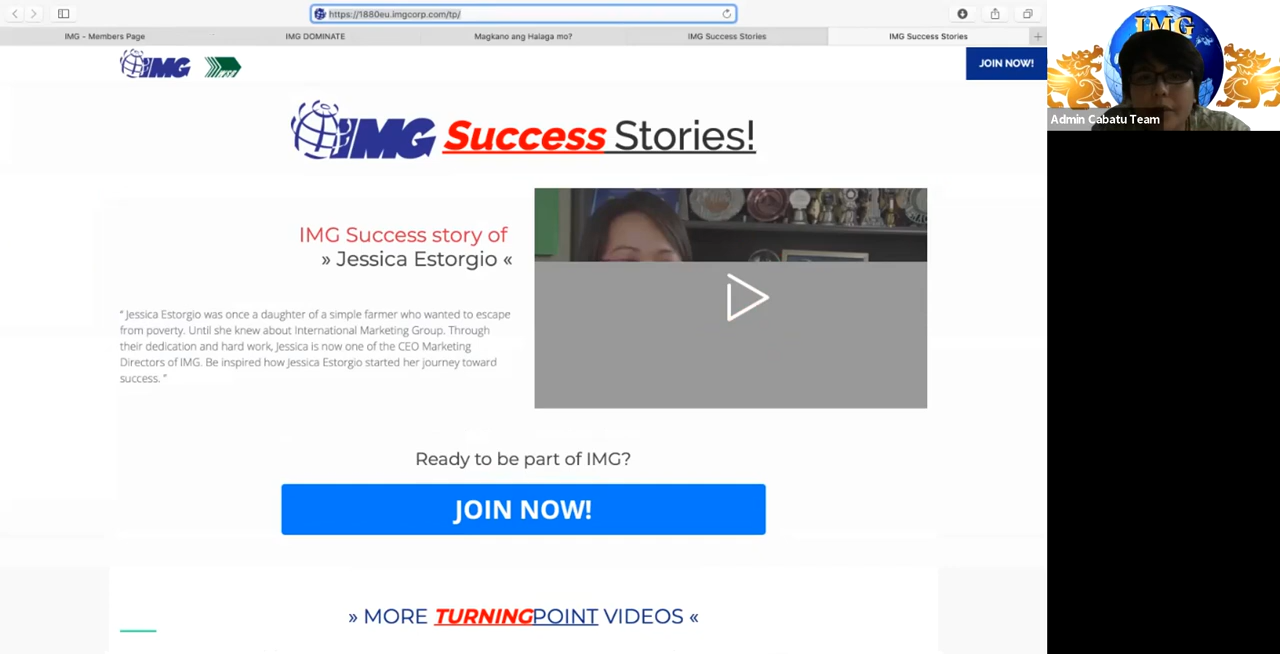 https://1880eu.imgcorp.com/tp/
IMG - Members Page
IMG DOMINATE
Magkano ang Halaga mo?
IMG Success Stories
IMG Success Stories
IMG
JOIN NOW!
IMG
Admin Cabatu Team
IMG Success Stories!
IMG Success story of
» Jessica Estorgio «
“ Jessica Estorgio was once a daughter of a simple farmer who wanted to escape
from poverty. Until she knew about International Marketing Group. Through
their dedication and hard work, Jessica is now one of the CEO Marketing
Directors of IMG. Be inspired how Jessica Estorgio started her journey toward
success. ”
Ready to be part of IMG?
JOIN NOW!
» MORE TURNINGPOINT VIDEOS «